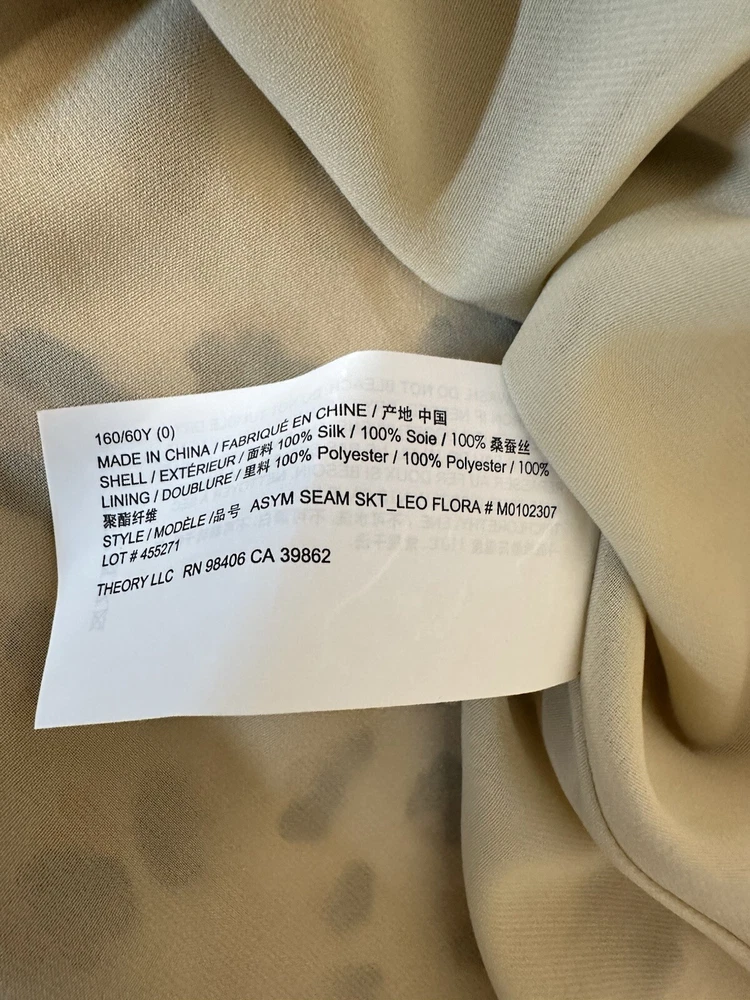 160/60Y (0)
MADE IN CHINA / FABRIQUÉ EN CHINE / 产地 中国
SHELL / EXTÉRIEUR / 面料 100% Silk / 100% Soie / 100% 桑蚕丝
LINING / DOUBLURE / 里料 100% Polyester / 100% Polyester / 100%
聚酯纤维
STYLE / MODÈLE /品号 ASYM SEAM SKT_LEO FLORA # M0102307
LOT # 455271
THEORY LLC RN 98406 CA 39862